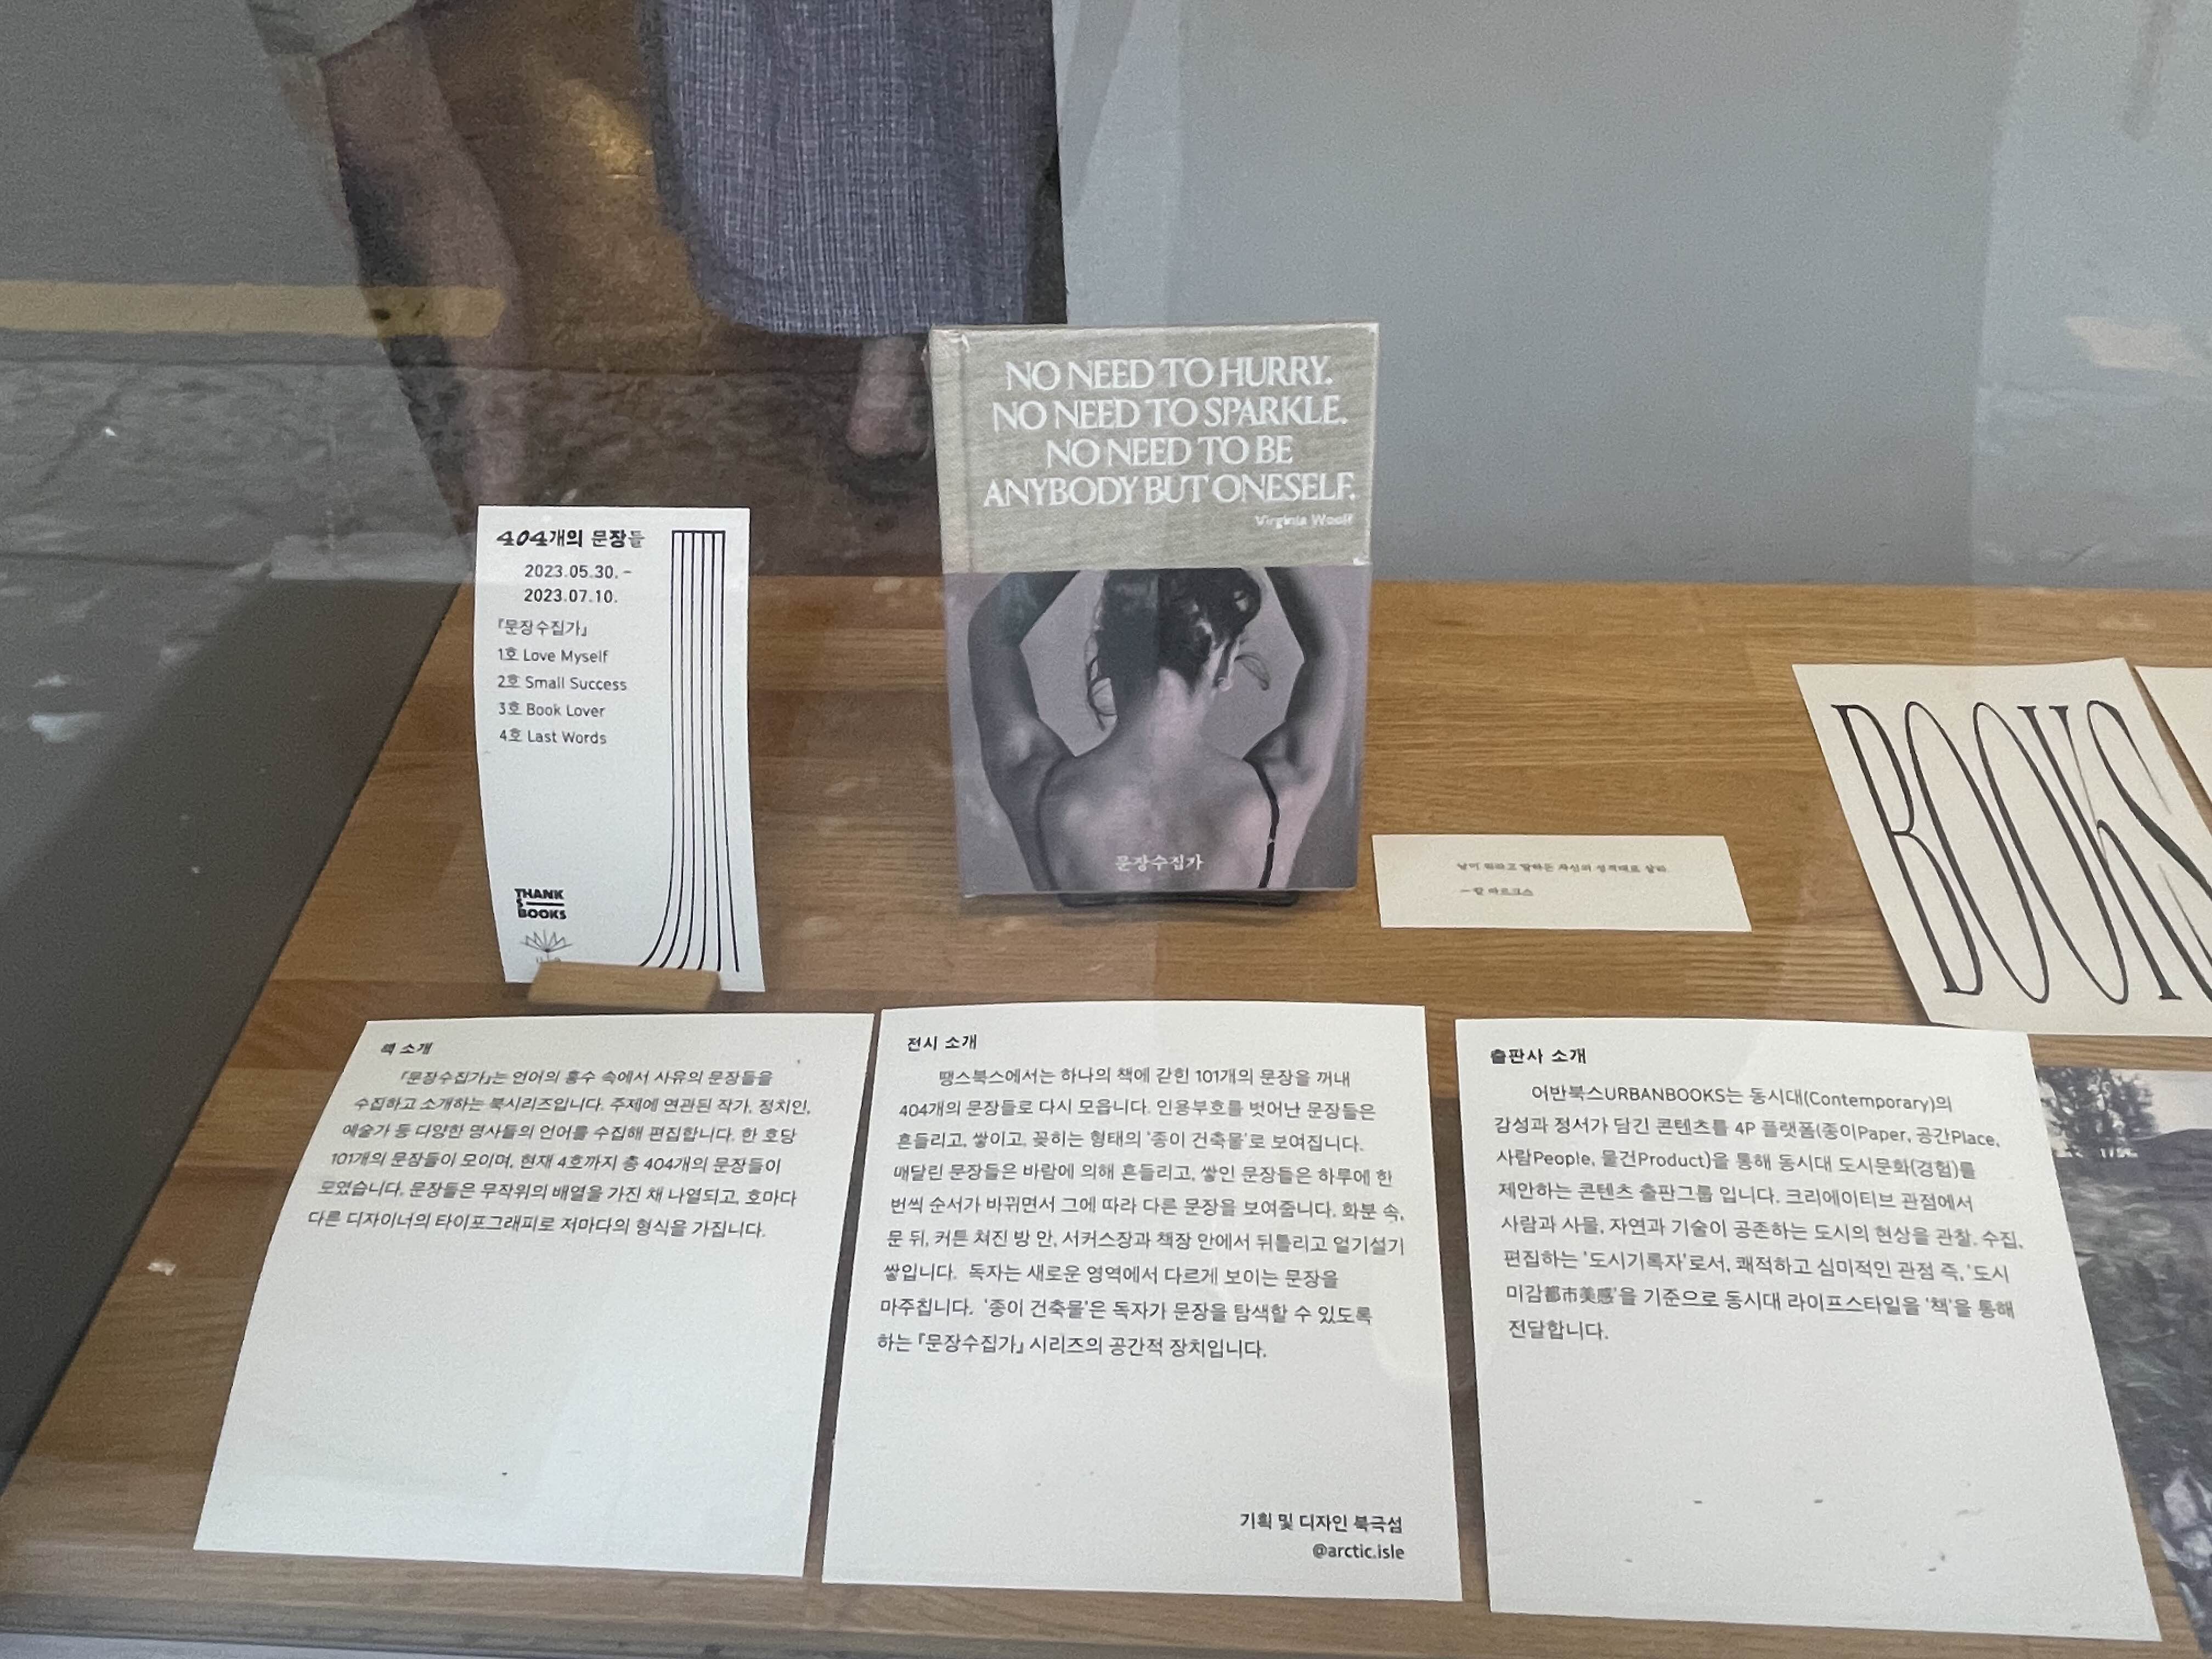 404개의 문장들
2023.05.30. –
2023.07.10.
『문장수집가』
1호 Love Myself
2호 Small Success
3호 Book Lover
4호 Last Words
THANK
S
BOOKS
NO NEED TO HURRY.
NO NEED TO SPARKLE.
NO NEED TO BE
ANYBODY BUT ONESELF.
Virginia Woolf
문장수집가
남이 뭐라고 말하든 자신의 성격대로 살라
—칼 마르크스
BOOKS
책 소개
『문장수집가』는 언어의 홍수 속에서 사유의 문장들을
수집하고 소개하는 북시리즈입니다. 주제에 연관된 작가, 정치인,
예술가 등 다양한 명사들의 언어를 수집해 편집합니다. 한 호당
101개의 문장들이 모이며, 현재 4호까지 총 404개의 문장들이
모였습니다. 문장들은 무작위의 배열을 가진 채 나열되고, 호마다
다른 디자이너의 타이포그래피로 저마다의 형식을 가집니다.
전시 소개
땡스북스에서는 하나의 책에 갇힌 101개의 문장을 꺼내
404개의 문장들로 다시 모읍니다. 인용부호를 벗어난 문장들은
흔들리고, 쌓이고, 꽂히는 형태의 '종이 건축물'로 보여집니다.
매달린 문장들은 바람에 의해 흔들리고, 쌓인 문장들은 하루에 한
번씩 순서가 바뀌면서 그에 따라 다른 문장을 보여줍니다. 화분 속,
문 뒤, 커튼 쳐진 방 안, 서커스장과 책장 안에서 뒤틀리고 얼기설기
쌓입니다. 독자는 새로운 영역에서 다르게 보이는 문장을
마주칩니다. '종이 건축물'은 독자가 문장을 탐색할 수 있도록
하는 『문장수집가』 시리즈의 공간적 장치입니다.
기획 및 디자인 북극섬
@arctic.isle
출판사 소개
어반북스URBANBOOKS는 동시대(Contemporary)의
감성과 정서가 담긴 콘텐츠를 4P 플랫폼(종이Paper, 공간Place,
사람People, 물건Product)을 통해 동시대 도시문화(경험)를
제안하는 콘텐츠 출판그룹 입니다. 크리에이티브 관점에서
사람과 사물, 자연과 기술이 공존하는 도시의 현상을 관찰, 수집,
편집하는 '도시기록자'로서, 쾌적하고 심미적인 관점 즉, '도시
미감都市美感'을 기준으로 동시대 라이프스타일을 '책'을 통해
전달합니다.